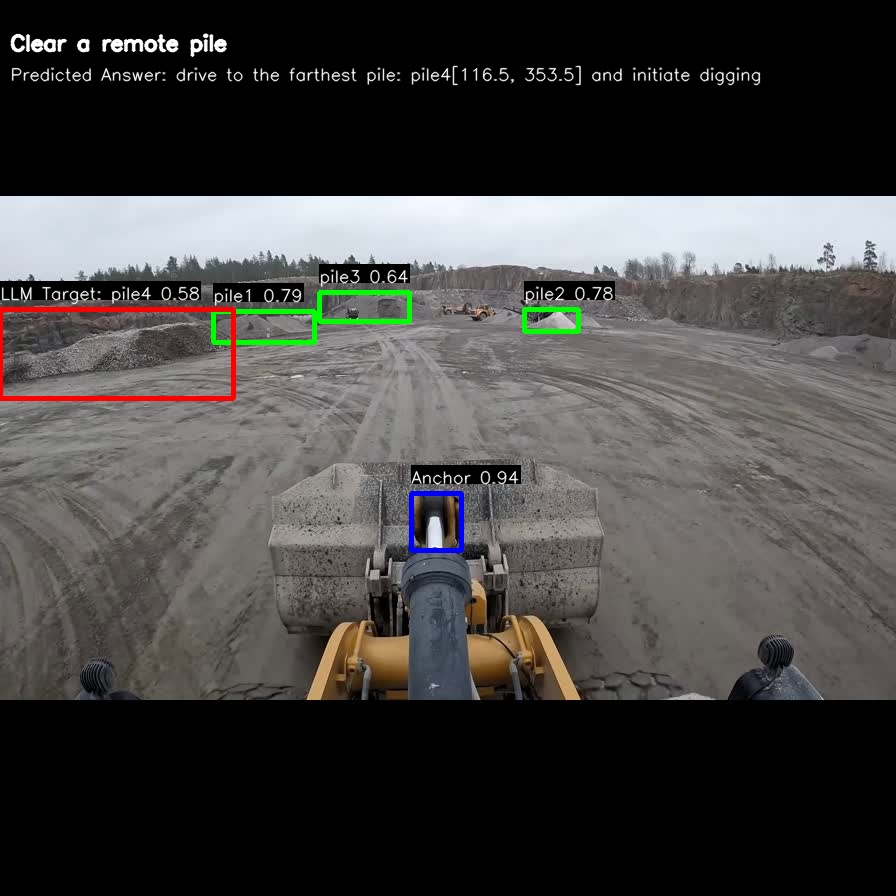 Clear a remote pile
Predicted Answer: drive to the farthest pile: pile4[116.5, 353.5] and initiate digging
pile3 0.64
LLM Target: pile4 0.58
pile1 0.79
pile2 0.78
Anchor 0.94